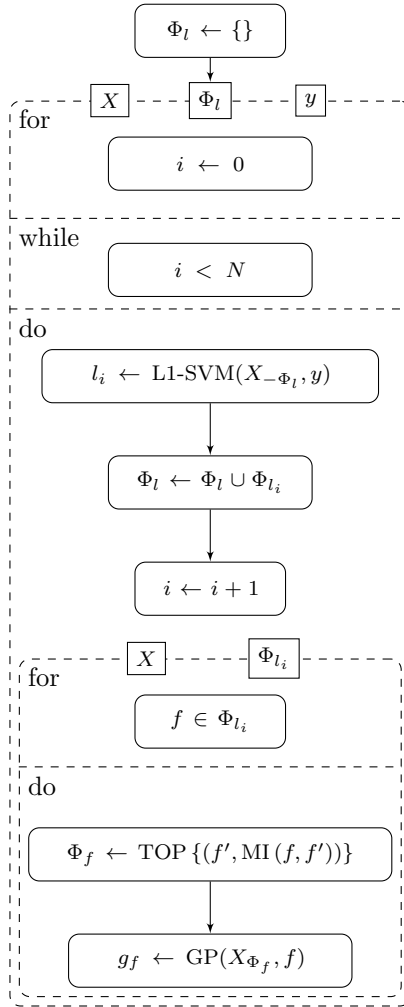 Φ_l ← {}
X Φ_l y
for
i ← 0
while
i < N
do
l_i ← L1-SVM(X_{−Φ_l}, y)
Φ_l ← Φ_l ∪ Φ_{l_i}
i ← i + 1
X Φ_{l_i}
for
f ∈ Φ_{l_i}
do
Φ_f ← TOP {(f′, MI (f, f′))}
g_f ← GP(X_{Φ_f}, f)